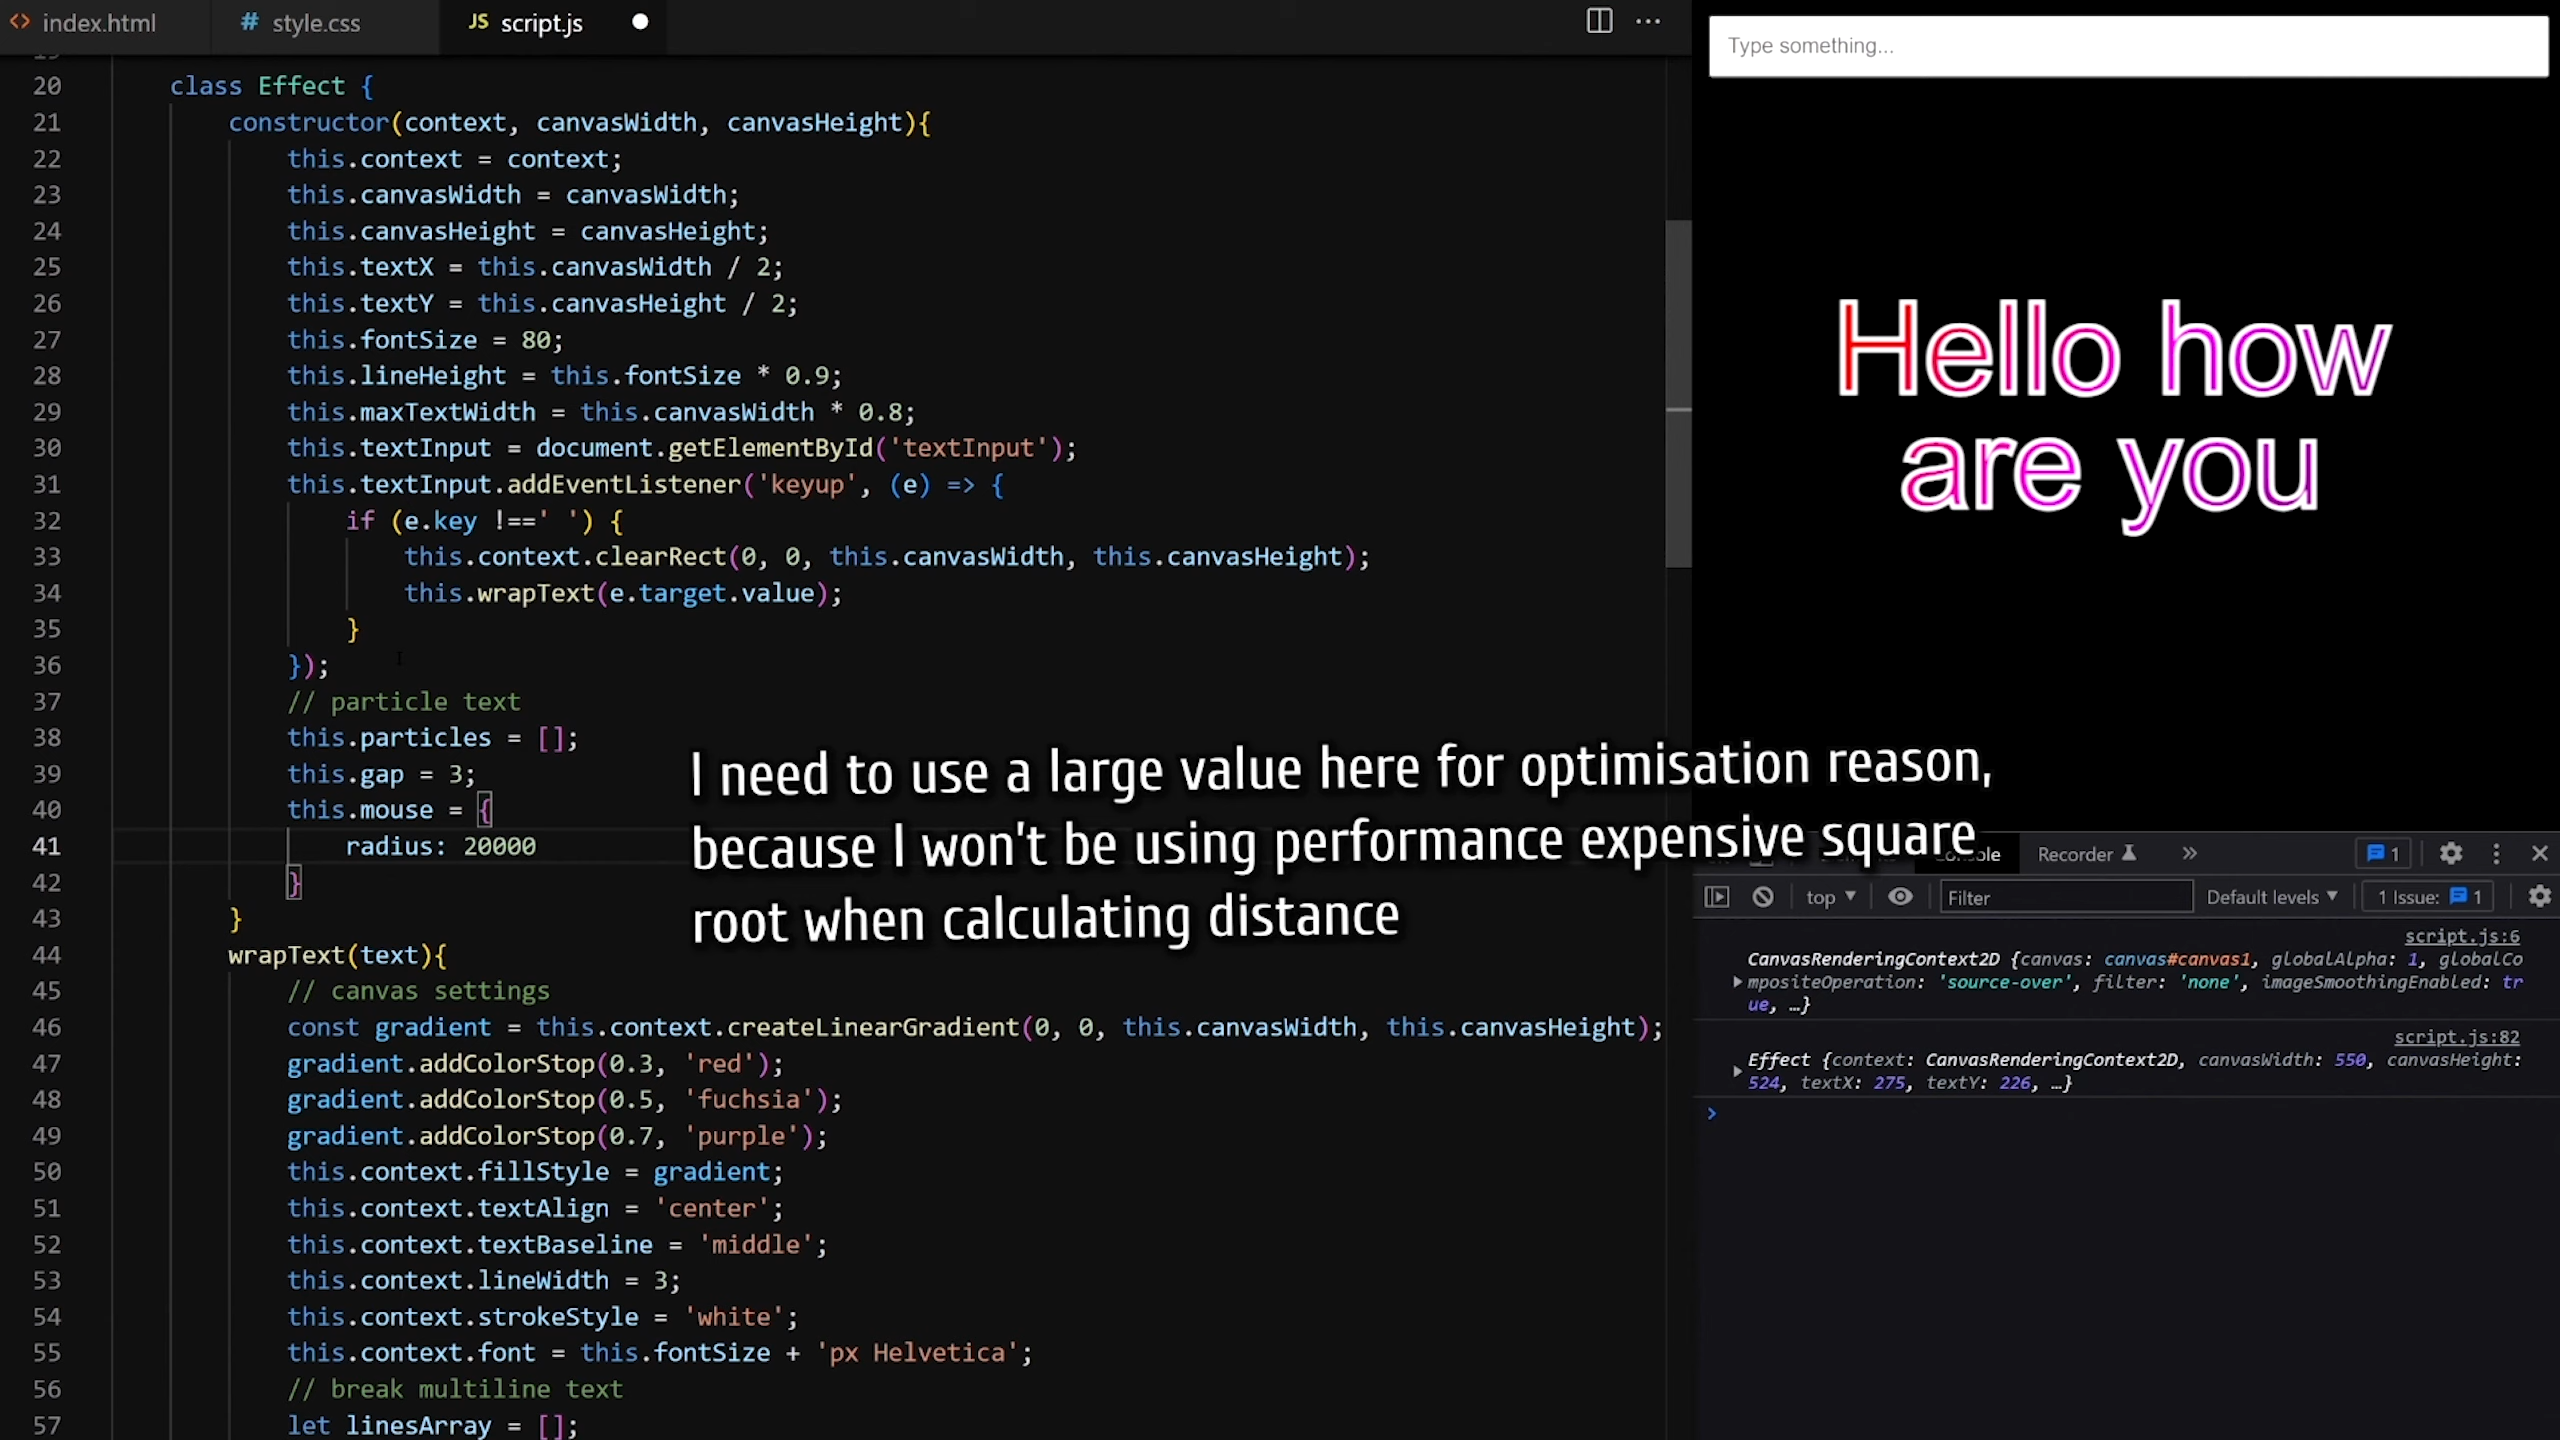 index.html
# style.css
JS script.js
20 class Effect {
21 constructor(context, canvasWidth, canvasHeight){
22 this.context = context;
23 this.canvasWidth = canvasWidth;
24 this.canvasHeight = canvasHeight;
25 this.textX = this.canvasWidth / 2;
26 this.textY = this.canvasHeight / 2;
27 this.fontSize = 80;
28 this.lineHeight = this.fontSize * 0.9;
29 this.maxTextWidth = this.canvasWidth * 0.8;
30 this.textInput = document.getElementById('textInput');
31 this.textInput.addEventListener('keyup', (e) => {
32 if (e.key !==' ') {
33 this.context.clearRect(0, 0, this.canvasWidth, this.canvasHeight);
34 this.wrapText(e.target.value);
35 }
36 });
37 // particle text
38 this.particles = [];
39 this.gap = 3;
40 this.mouse = {
41 radius: 20000
42 }
43 }
44 wrapText(text){
45 // canvas settings
46 const gradient = this.context.createLinearGradient(0, 0, this.canvasWidth, this.canvasHeight);
47 gradient.addColorStop(0.3, 'red');
48 gradient.addColorStop(0.5, 'fuchsia');
49 gradient.addColorStop(0.7, 'purple');
50 this.context.fillStyle = gradient;
51 this.context.textAlign = 'center';
52 this.context.textBaseline = 'middle';
53 this.context.lineWidth = 3;
54 this.context.strokeStyle = 'white';
55 this.context.font = this.fontSize + 'px Helvetica';
56 // break multiline text
57 let linesArray = [];
I need to use a large value here for optimisation reason,
because I won't be using performance expensive square
root when calculating distance
Type something...
Hello how
are you
Recorder
1
top
Filter
Default levels
1 Issue: 1
script.js:6
CanvasRenderingContext2D {canvas: canvas#canvas1, globalAlpha: 1, globalCo
mpositeOperation: 'source-over', filter: 'none', imageSmoothingEnabled: tr
ue, …}
script.js:82
Effect {context: CanvasRenderingContext2D, canvasWidth: 550, canvasHeight:
524, textX: 275, textY: 226, …}